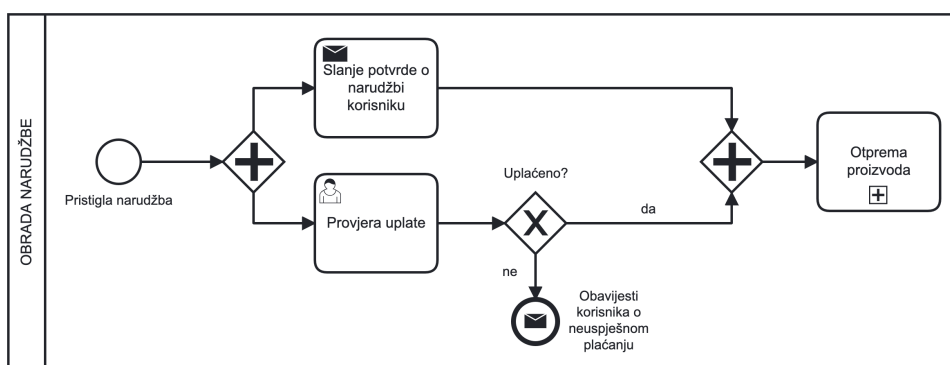 OBRADA NARUDŽBE
Pristigla narudžba
Slanje potvrde o
narudžbi
korisniku
Provjera uplate
Uplaćeno?
da
ne
Obavijesti
korisnika o
neuspješnom
plaćanju
Otprema
proizvoda